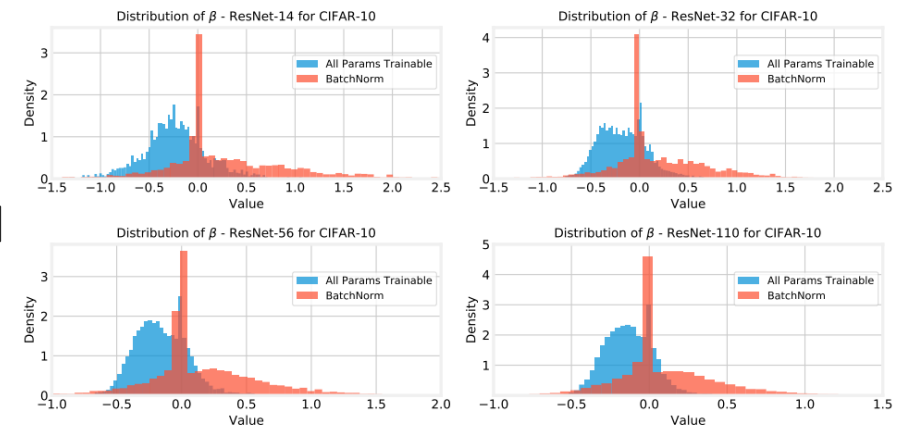 Distribution of β - ResNet-14 for CIFAR-10
Density
3
2
1
0
All Params Trainable
BatchNorm
−1.5 −1.0 −0.5 0.0 0.5 1.0 1.5 2.0 2.5
Value
Distribution of β - ResNet-32 for CIFAR-10
Density
4
3
2
1
0
All Params Trainable
BatchNorm
−1.5 −1.0 −0.5 0.0 0.5 1.0 1.5 2.0 2.5
Value
Distribution of β - ResNet-56 for CIFAR-10
Density
3
2
1
0
All Params Trainable
BatchNorm
−1.0 −0.5 0.0 0.5 1.0 1.5 2.0
Value
Distribution of β - ResNet-110 for CIFAR-10
Density
5
4
3
2
1
All Params Trainable
BatchNorm
−1.0 −0.5 0.0 0.5 1.0 1.5
Value